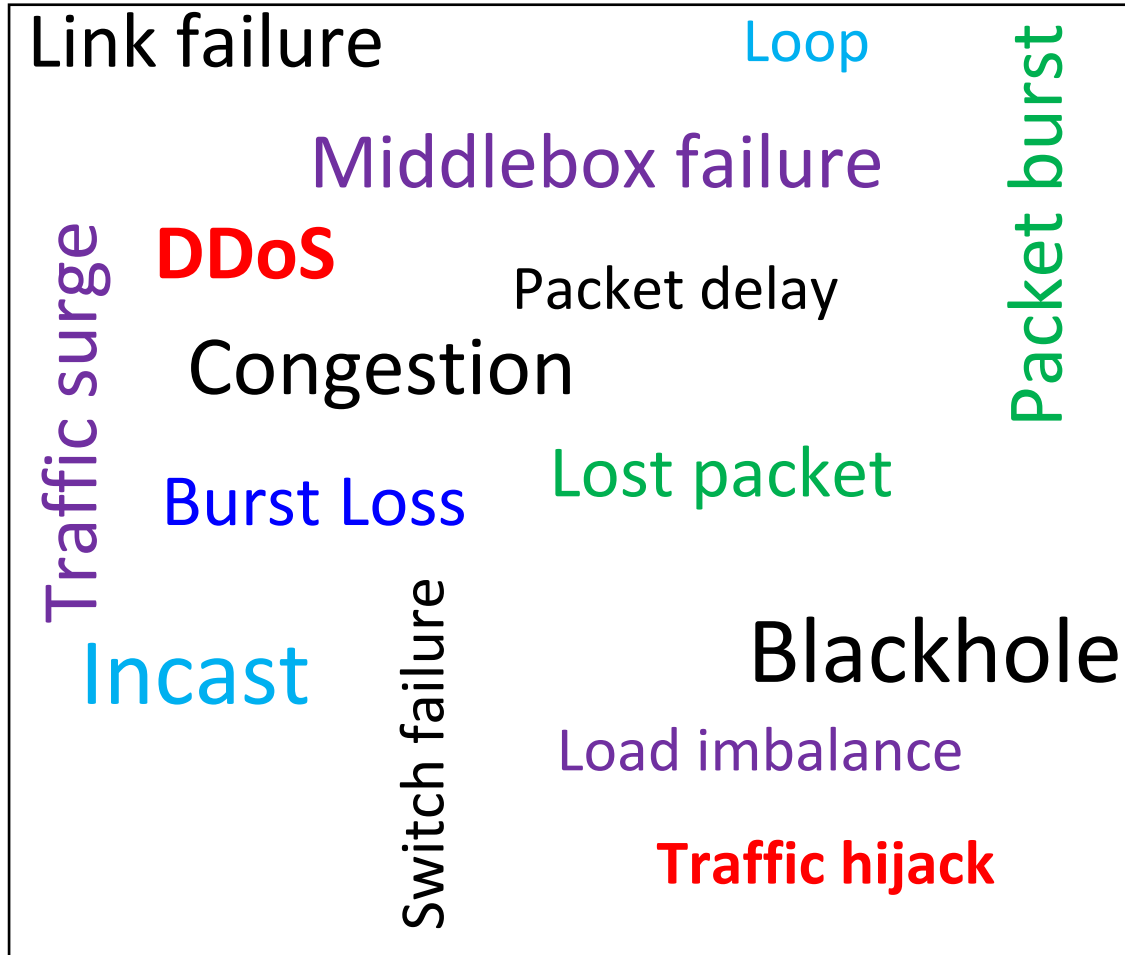 Link failure
Loop
Packet burst
Middlebox failure
DDoS
Traffic surge
Packet delay
Congestion
Lost packet
Burst Loss
Switch failure
Blackhole
Incast
Load imbalance
Traffic hijack